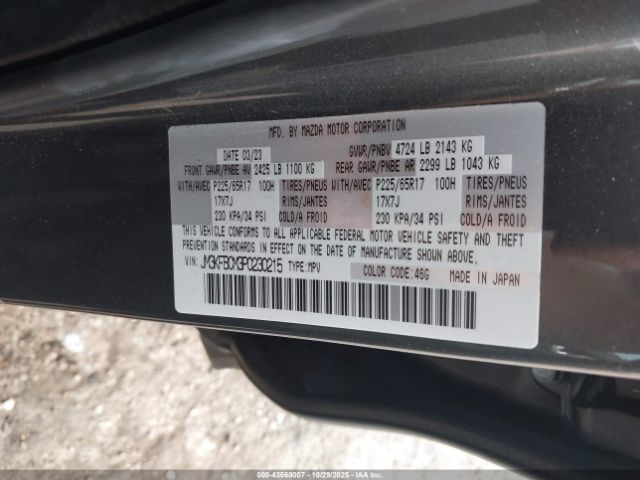 MFD. BY MAZDA MOTOR CORPORATION
DATE 03/23 GVWR/PNBV 4724 LB 2143 KG
FRONT GAWR/PNBE AV 2425 LB 1100 KG REAR GAWR/PNBE AR 2299 LB 1043 KG
WITH/AVEC P225/65R17 100H TIRES/PNEUS WITH/AVEC P225/65R17 100H TIRES/PNEUS
17X7J RIMS/JANTES 17X7J RIMS/JANTES
230 KPA/34 PSI COLD/A FROID 230 KPA/34 PSI COLD/A FROID
THIS VEHICLE CONFORMS TO ALL APPLICABLE FEDERAL MOTOR VEHICLE SAFETY AND THEFT
PREVENTION STANDARDS IN EFFECT ON THE DATE OF MANUFACTURE SHOWN ABOVE.
VIN: JM3KFBCM3P0230215 TYPE:MPV COLOR CODE:46G MADE IN JAPAN
000-43568007 - 10/29/2025 - IAAI.COM